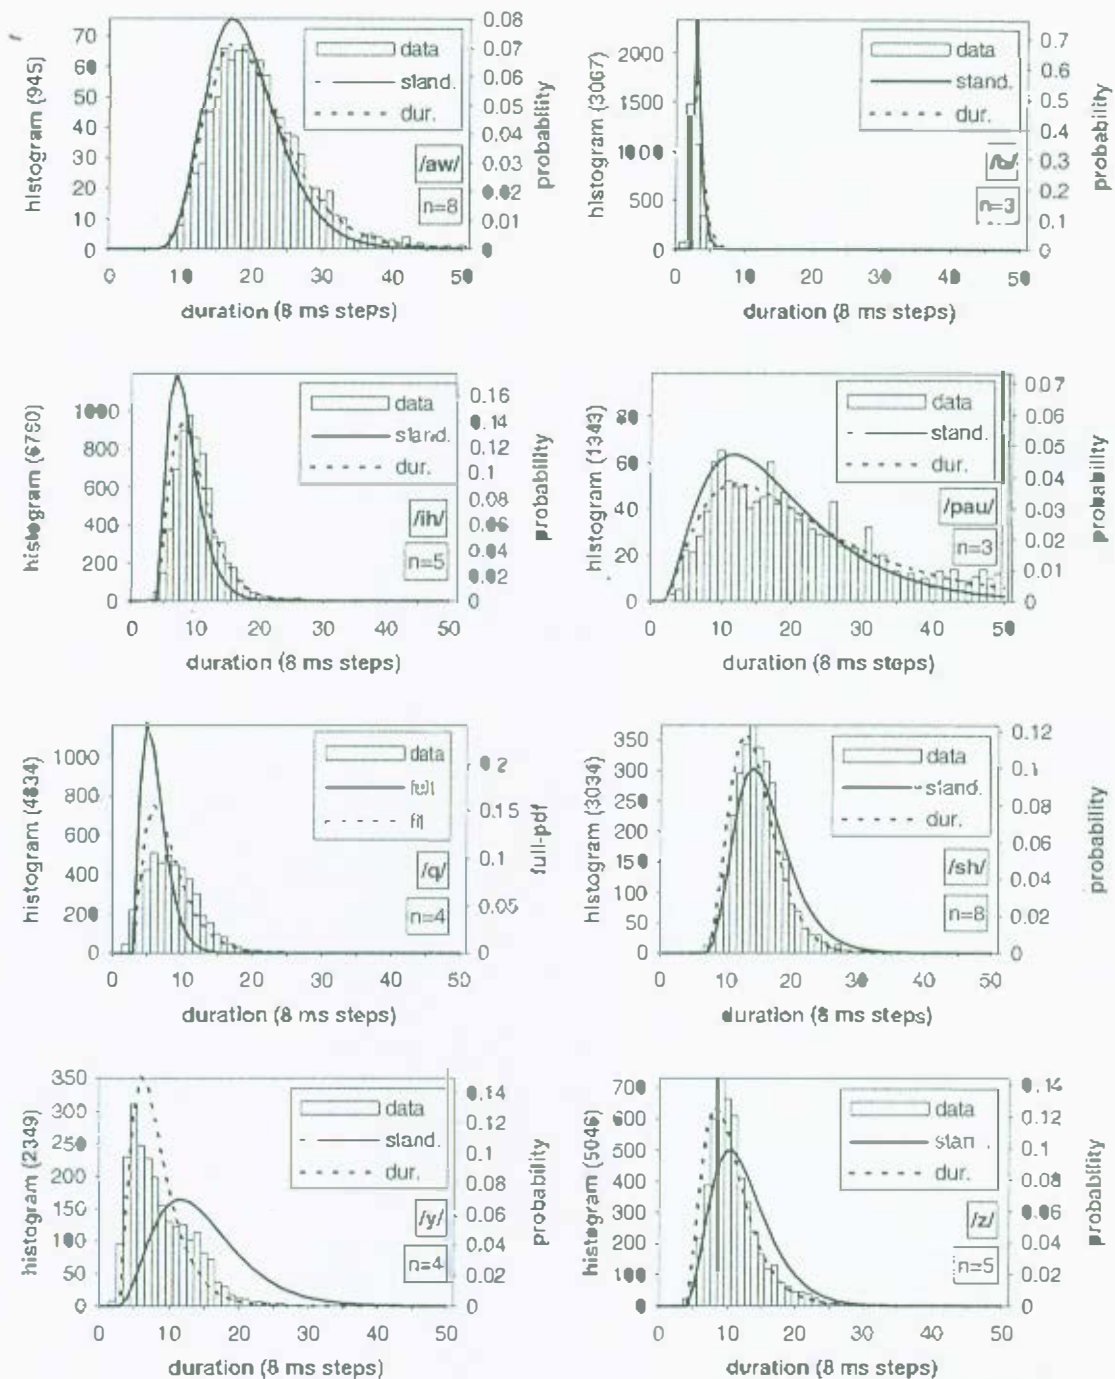 histogram (945)
70
60
50
40
30
20
10
0
0 10 20 30 40 50
duration (8 ms steps)
data
stand.
dur.
/aw/
n=8
0.08
0.07
0.06
0.05
0.04
0.03
0.02
0.01
0
probability
histogram (3067)
2000
1500
1000
500
0
0 10 20 30 40 50
duration (8 ms steps)
data
stand.
dur.
n=3
0.7
0.6
0.5
0.4
0.3
0.2
0.1
0
probability
histogram (6760)
1000
800
600
400
200
0
0 10 20 30 40 50
duration (8 ms steps)
data
stand.
dur.
/ih/
n=5
0.16
0.14
0.12
0.1
0.08
0.06
0.04
0.02
0
probability
histogram (1343)
80
60
40
20
0
0 10 20 30 40 50
duration (8 ms steps)
data
stand.
dur.
/pau/
n=3
0.07
0.06
0.05
0.04
0.03
0.02
0.01
0
probability
histogram (4834)
1000
800
600
400
200
0
0 10 20 30 40 50
duration (8 ms steps)
data
full
fit
/q/
n=4
0.2
0.15
0.1
0.05
0
full-pdf
histogram (3034)
350
300
250
200
150
100
50
0
0 10 20 30 40 50
duration (8 ms steps)
data
stand.
dur.
/sh/
n=8
0.12
0.1
0.08
0.06
0.04
0.02
0
probability
histogram (2349)
350
300
250
200
150
100
50
0
0 10 20 30 40 50
duration (8 ms steps)
data
stand.
dur.
/y/
n=4
0.14
0.12
0.1
0.08
0.06
0.04
0.02
0
probability
histogram (5046)
700
600
500
400
300
200
100
0
0 10 20 30 40 50
duration (8 ms steps)
data
stan .
dur.
/z/
n=5
0.14
0.12
0.1
0.08
0.06
0.04
0.02
0
probability